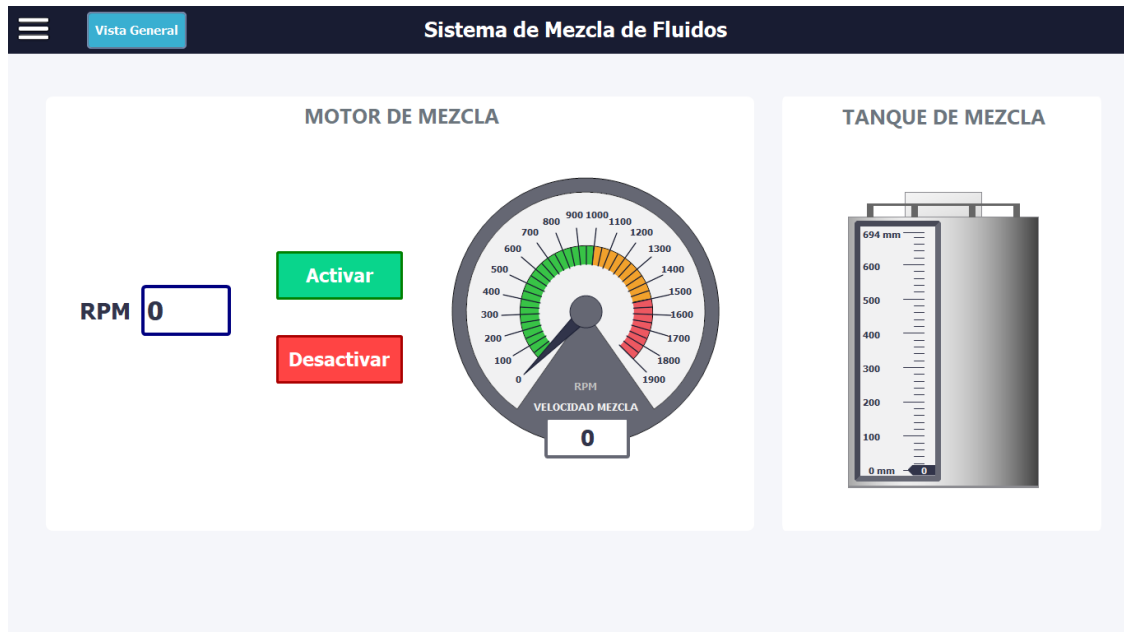 Vista General
Sistema de Mezcla de Fluidos
MOTOR DE MEZCLA
RPM 0
Activar
Desactivar
0
100
200
300
400
500
600
700
800
900
1000
1100
1200
1300
1400
1500
1600
1700
1800
1900
RPM
VELOCIDAD MEZCLA
0
TANQUE DE MEZCLA
694 mm
600
500
400
300
200
100
0 mm
0